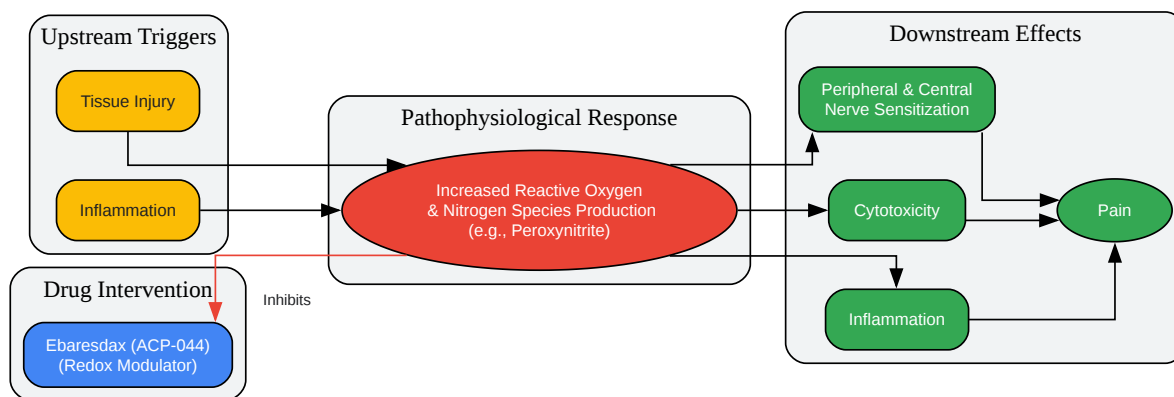 Upstream Triggers
Tissue Injury
Inflammation
Drug Intervention
Ebaresdax (ACP-044)
(Redox Modulator)
Inhibits
Pathophysiological Response
Increased Reactive Oxygen
& Nitrogen Species Production
(e.g., Peroxynitrite)
Downstream Effects
Peripheral & Central
Nerve Sensitization
Cytotoxicity
Inflammation
Pain